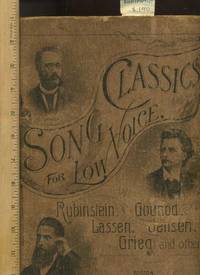 CLASSICS
SONG
FOR LOW VOICE.
Rubinstein, Gounod,
Lassen, Jensen,
Grieg and others